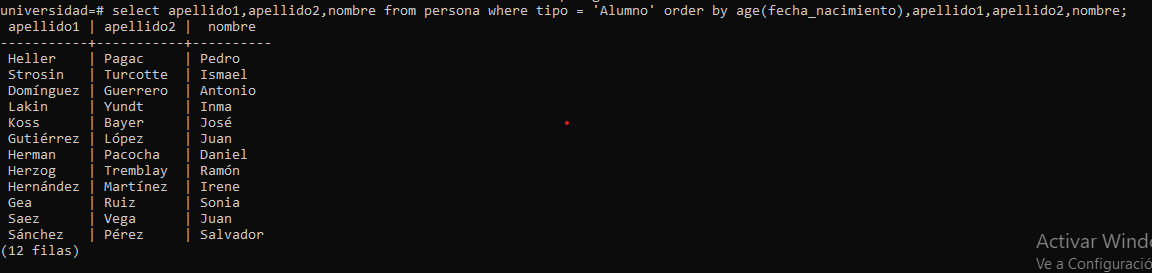 universidad=# select apellido1,apellido2,nombre from persona where tipo = 'Alumno' order by age(fecha_nacimiento),apellido1,apellido2,nombre;
 apellido1 | apellido2 |  nombre
-----------+-----------+----------
 Heller    | Pagac     | Pedro
 Strosin   | Turcotte  | Ismael
 Domínguez | Guerrero  | Antonio
 Lakin     | Yundt     | Inma
 Koss      | Bayer     | José
 Gutiérrez | López     | Juan
 Herman    | Pacocha   | Daniel
 Herzog    | Tremblay  | Ramón
 Hernández | Martínez  | Irene
 Gea       | Ruiz      | Sonia
 Saez      | Vega      | Juan
 Sánchez   | Pérez     | Salvador
(12 filas)
Activar Windo
Ve a Configuració